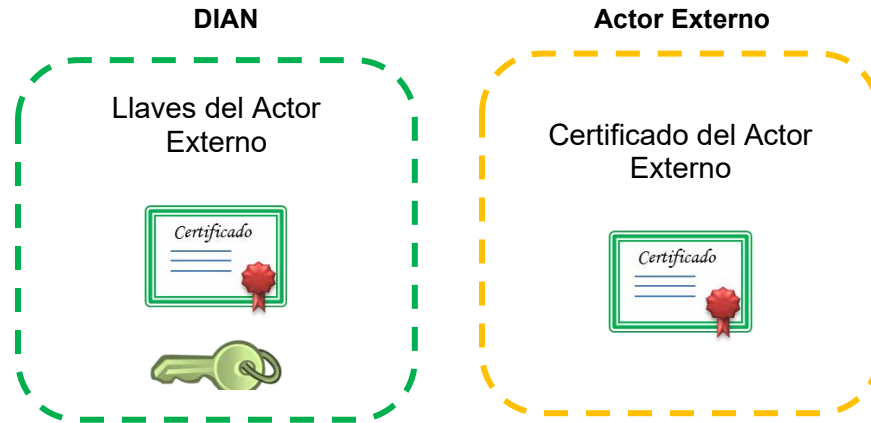 DIAN
Llaves del Actor
Externo
Certificado
Actor Externo
Certificado del Actor
Externo
Certificado